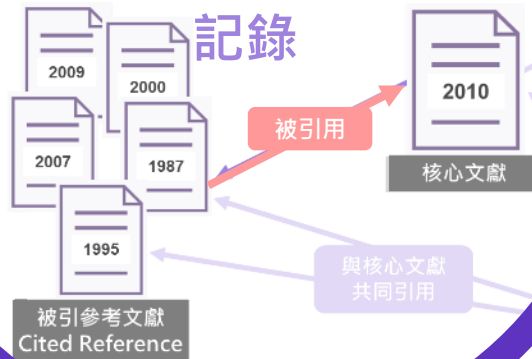 記錄
2009
2000
2010
被引用
2007
1987
核心文獻
1995
與核心文獻
共同引用
被引參考文獻
Cited Reference